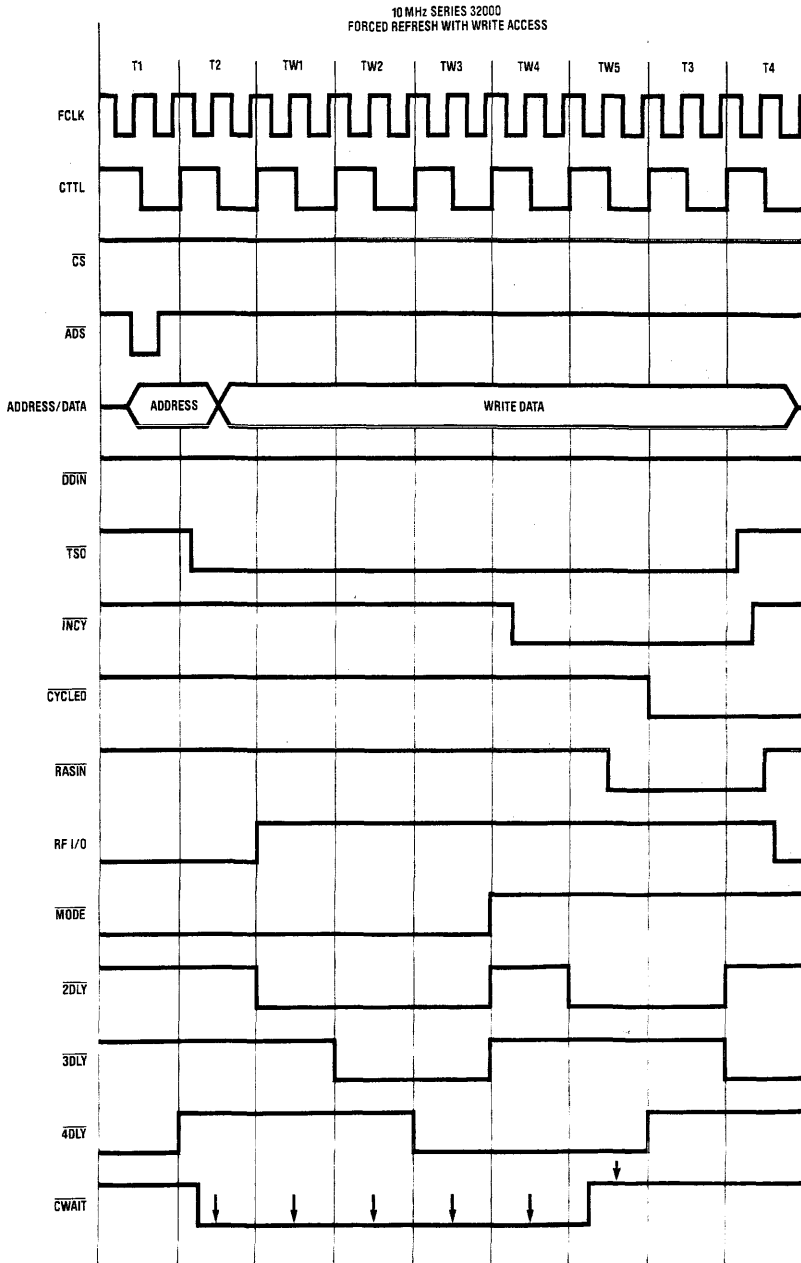 10 MHz SERIES 32000
FORCED REFRESH WITH WRITE ACCESS
T1 T2 TW1 TW2 TW3 TW4 TW5 T3 T4
FCLK
CTTL
CS
ADS
ADDRESS/DATA ADDRESS WRITE DATA
DDIN
TSO
INCY
CYCLED
RASIN
RF I/O
MODE
2DLY
3DLY
4DLY
CWAIT